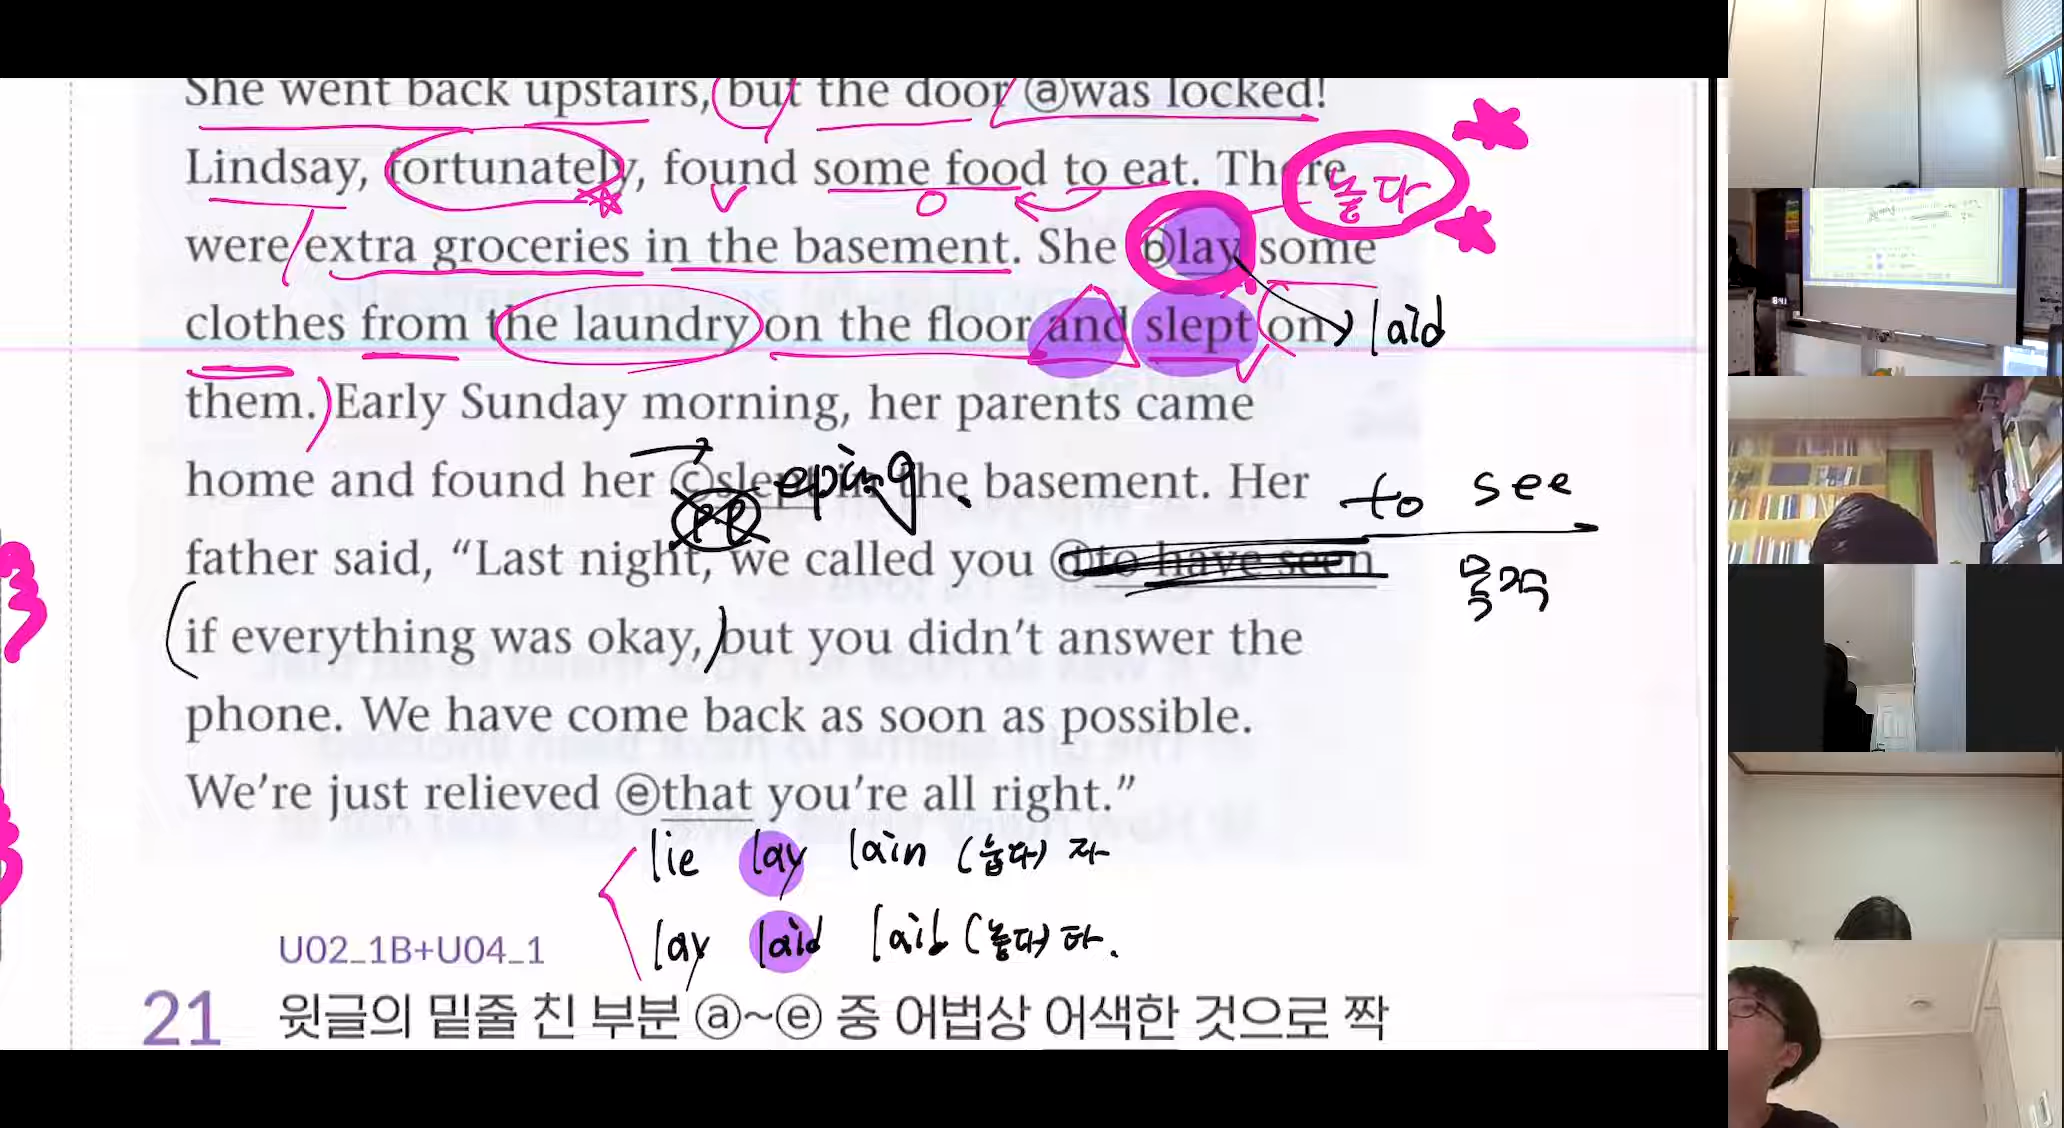 She went back upstairs, but the door ⓐwas locked!
Lindsay, fortunately, found some food to eat. There
놓다
were extra groceries in the basement. She ⓑlay some
clothes from the laundry on the floor and slept on
laid
them. Early Sunday morning, her parents came
home and found her ⓒsleeping in the basement. Her
to see
father said, “Last night, we called you ⓓto have seen
목적
if everything was okay, but you didn’t answer the
phone. We have come back as soon as possible.
We’re just relieved ⓔthat you’re all right.”
lie lay lain (눕다) 자
lay laid laid (놓다) 타.
U02_1B+U04_1
21 윗글의 밑줄 친 부분 ⓐ~ⓔ 중 어법상 어색한 것으로 짝